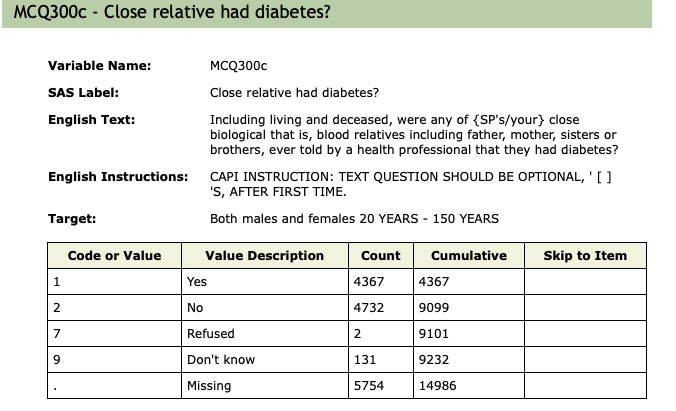 MCQ300c - Close relative had diabetes?
Variable Name: MCQ300c
SAS Label: Close relative had diabetes?
English Text: Including living and deceased, were any of {SP's/your} close
biological that is, blood relatives including father, mother, sisters or
brothers, ever told by a health professional that they had diabetes?
English Instructions: CAPI INSTRUCTION: TEXT QUESTION SHOULD BE OPTIONAL, ' [ ]
'S, AFTER FIRST TIME.
Target: Both males and females 20 YEARS - 150 YEARS
Code or Value Value Description Count Cumulative Skip to Item
1 Yes 4367 4367
2 No 4732 9099
7 Refused 2 9101
9 Don't know 131 9232
. Missing 5754 14986